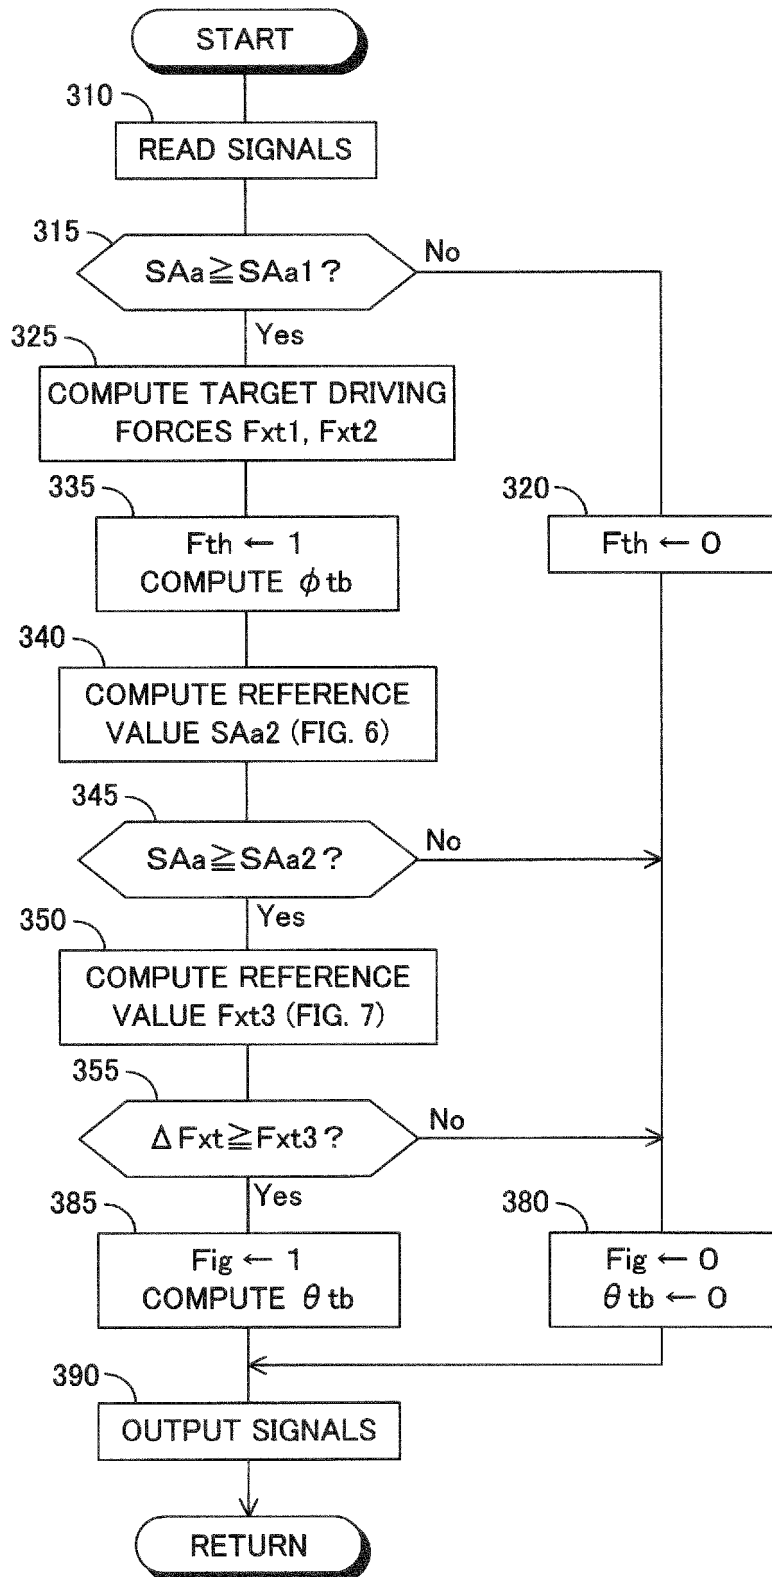 START
310
READ SIGNALS
315
SAa≧SAa1?
No
Yes
325
COMPUTE TARGET DRIVING
FORCES Fxt1, Fxt2
335
Fth ← 1
COMPUTE ϕtb
320
Fth ← 0
340
COMPUTE REFERENCE
VALUE SAa2 (FIG. 6)
345
SAa≧SAa2?
No
Yes
350
COMPUTE REFERENCE
VALUE Fxt3 (FIG. 7)
355
ΔFxt≧Fxt3?
No
Yes
385
Fig ← 1
COMPUTE θtb
380
Fig ← 0
θtb ← 0
390
OUTPUT SIGNALS
RETURN